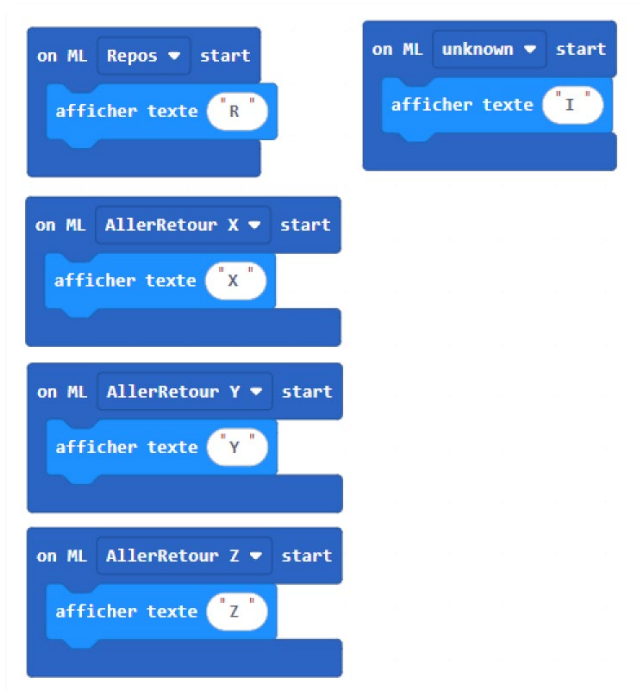 on ML Repos start
afficher texte "R"
on ML unknown start
afficher texte "I"
on ML AllerRetour X start
afficher texte "X"
on ML AllerRetour Y start
afficher texte "Y"
on ML AllerRetour Z start
afficher texte "Z"